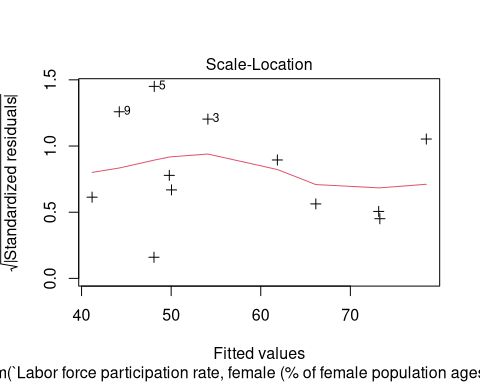 Scale-Location
√|Standardized residuals|
1.5
1.0
0.5
0.0
5
9
3
40
50
60
70
Fitted values
m(`Labor force participation rate, female (% of female population ages